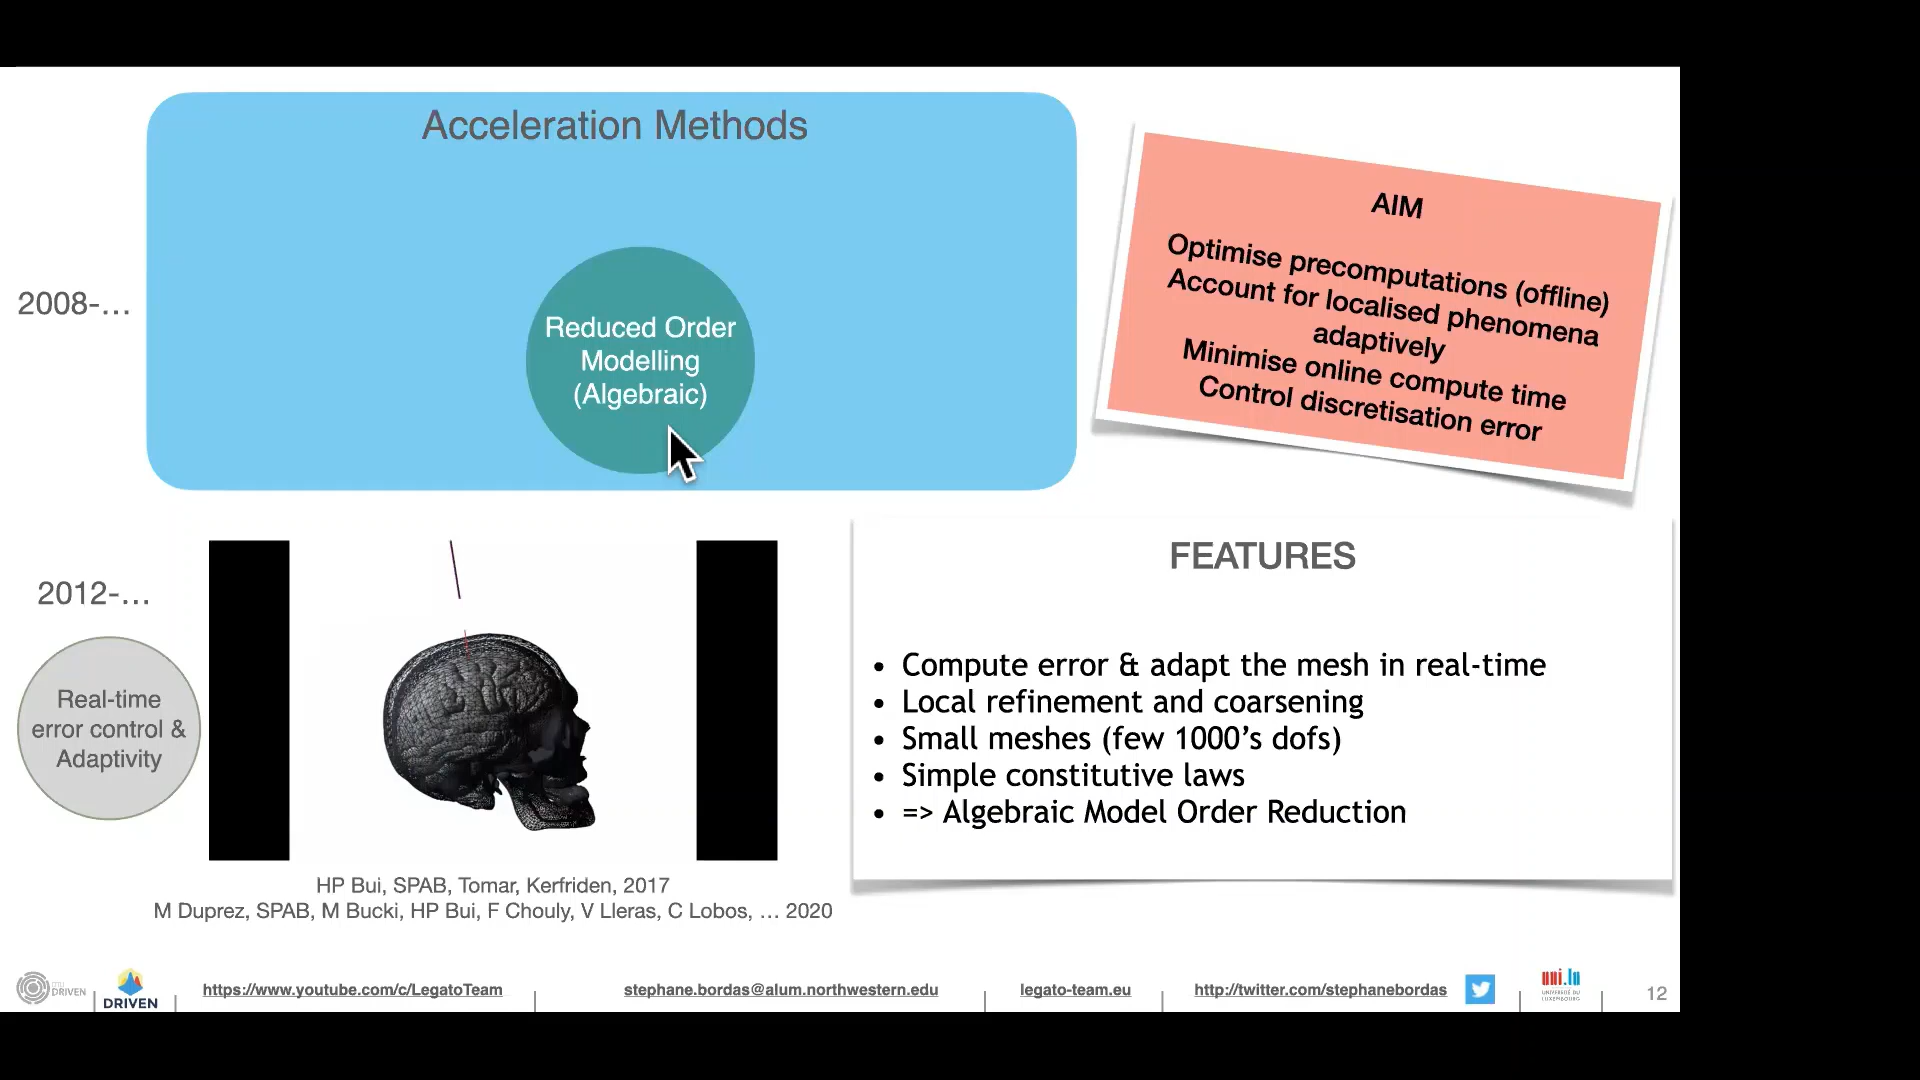 Acceleration Methods
2008-…
Reduced Order
Modelling
(Algebraic)
AIM
Optimise precomputations (offline)
Account for localised phenomena
adaptively
Minimise online compute time
Control discretisation error
2012-…
Real-time
error control &
Adaptivity
HP Bui, SPAB, Tomar, Kerfriden, 2017
M Duprez, SPAB, M Bucki, HP Bui, F Chouly, V Lleras, C Lobos, … 2020
FEATURES
• Compute error & adapt the mesh in real-time
• Local refinement and coarsening
• Small meshes (few 1000’s dofs)
• Simple constitutive laws
• => Algebraic Model Order Reduction
DRIVEN
DRIVEN
https://www.youtube.com/c/LegatoTeam
stephane.bordas@alum.northwestern.edu
legato-team.eu
http://twitter.com/stephanebordas
uni.lu
UNIVERSITÉ DU
LUXEMBOURG
12